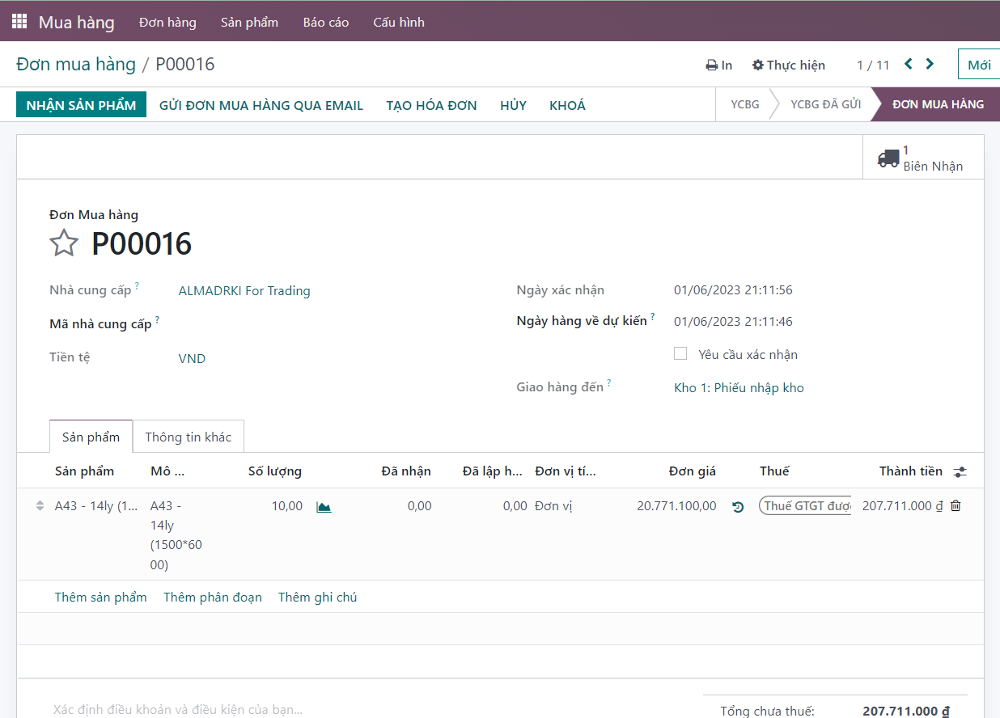 Mua hàng Đơn hàng Sản phẩm Báo cáo Cấu hình
Đơn mua hàng / P00016 In Thực hiện 1 / 11 Mới
NHẬN SẢN PHẨM GỬI ĐƠN MUA HÀNG QUA EMAIL TẠO HÓA ĐƠN HỦY KHOÁ YCBG YCBG ĐÃ GỬI ĐƠN MUA HÀNG
1
Biên Nhận
Đơn Mua hàng
P00016
Nhà cung cấp ? ALMADRKI For Trading Ngày xác nhận 01/06/2023 21:11:56
Mã nhà cung cấp ? Ngày hàng về dự kiến ? 01/06/2023 21:11:46
Tiền tệ VND Yêu cầu xác nhận
Giao hàng đến ? Kho 1: Phiếu nhập kho
Sản phẩm Thông tin khác
Sản phẩm Mô ... Số lượng Đã nhận Đã lập h... Đơn vị tí... Đơn giá Thuế Thành tiền
A43 - 14ly (1... A43 - 10,00 0,00 0,00 Đơn vị 20.771.100,00 Thuế GTGT đượ 207.711.000 ₫
14ly
(1500*60
00)
Thêm sản phẩm Thêm phân đoạn Thêm ghi chú
Xác định điều khoản và điều kiện của bạn... Tổng chưa thuế: 207.711.000 ₫